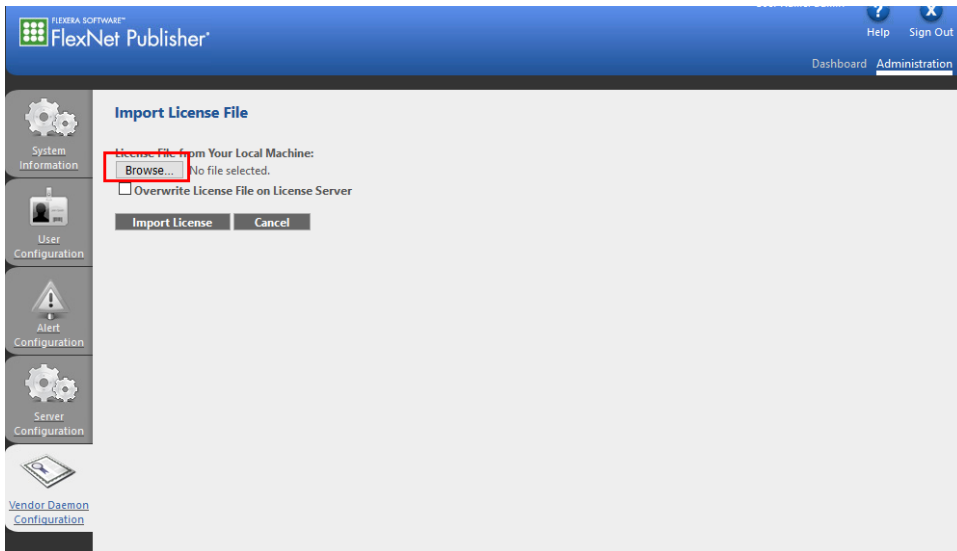 FLEXERA SOFTWARE™
FlexNet Publisher®
Help Sign Out
Dashboard Administration
System
Information
User
Configuration
Alert
Configuration
Server
Configuration
Vendor Daemon
Configuration
Import License File
License File from Your Local Machine:
Browse... No file selected.
Overwrite License File on License Server
Import License Cancel